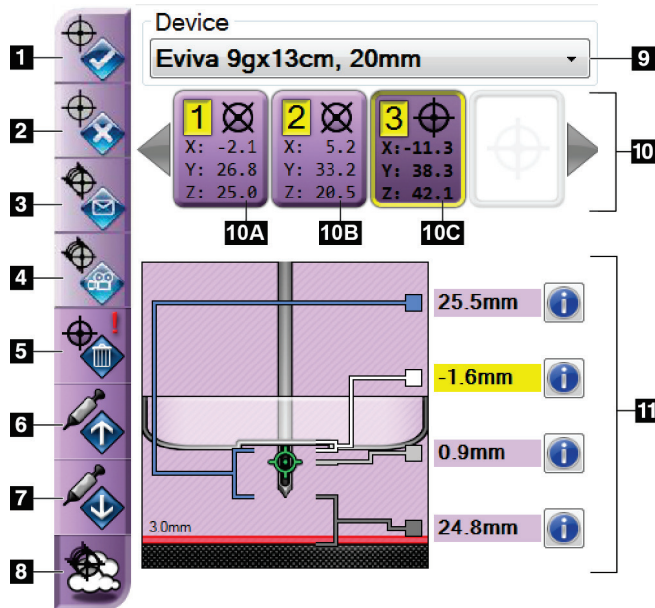 Device
1
Eviva 9gx13cm, 20mm
9
2
1
X: -2.1
Y: 26.8
Z: 25.0
2
X: 5.2
Y: 33.2
Z: 20.5
3
X:-11.3
Y: 38.3
Z: 42.1
10
3
10A
10B
10C
4
25.5mm
5
!
-1.6mm
11
6
0.9mm
7
24.8mm
3.0mm
8